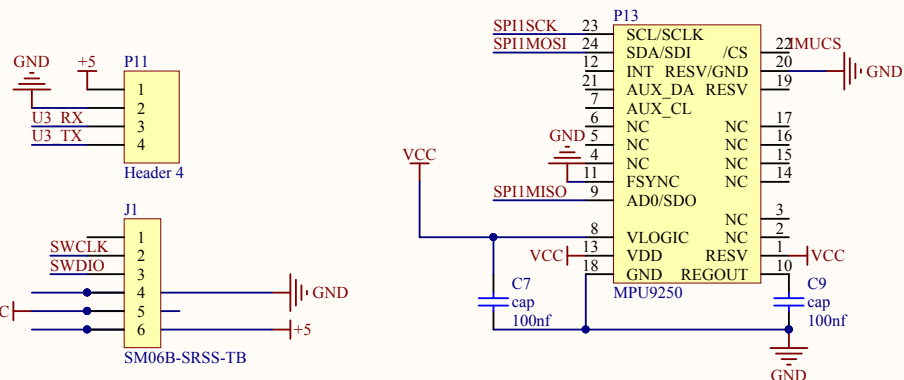 P11
GND
+5
1
2
U3_RX
3
U3_TX
4
Header 4
J1
1
SWCLK
2
SWDIO
3
4
GND
C
5
6
+5
SM06B-SRSS-TB
P13
SPI1SCK 23 SCL/SCLK
SPI1MOSI 24 SDA/SDI /CS 22 IMUCS
12 INT RESV/GND 20 GND
21 AUX_DA RESV 19
7 AUX_CL
6 NC NC 17
5 NC NC 16
GND
4 NC NC 15
11 FSYNC NC 14
SPI1MISO 9 AD0/SDO
NC 3
VCC
8 VLOGIC NC 2
VCC 13 VDD RESV 1 VCC
18 GND REGOUT 10
MPU9250
C7
cap
100nf
C9
cap
100nf
GND